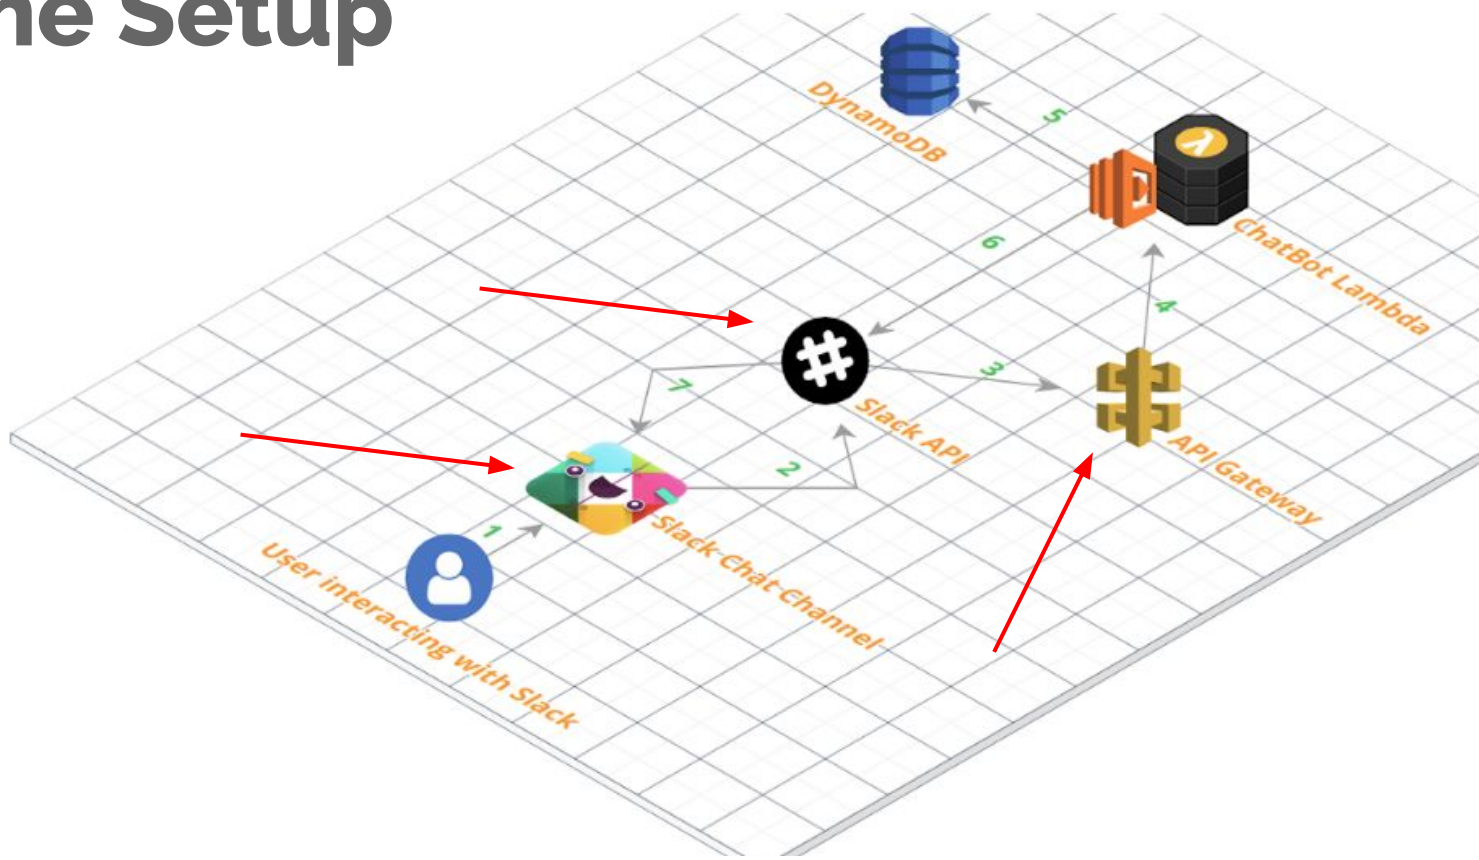 ne Setup
DynamoDB
5
ChatBot Lambda
6
4
3
7
Slack API
API Gateway
2
Slack Chat Channel
1
User interacting with Slack